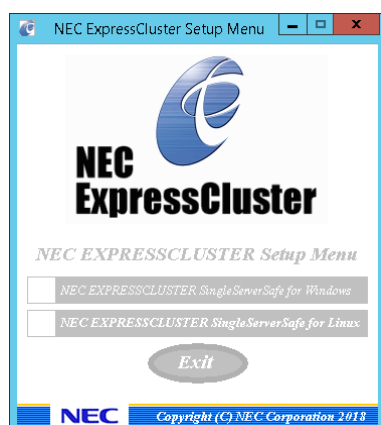 NEC ExpressCluster Setup Menu
NEC
ExpressCluster
NEC EXPRESSCLUSTER Setup Menu
NEC EXPRESSCLUSTER SingleServerSafe for Windows
NEC EXPRESSCLUSTER SingleServerSafe for Linux
Exit
NEC Copyright (C) NEC Corporation 2018